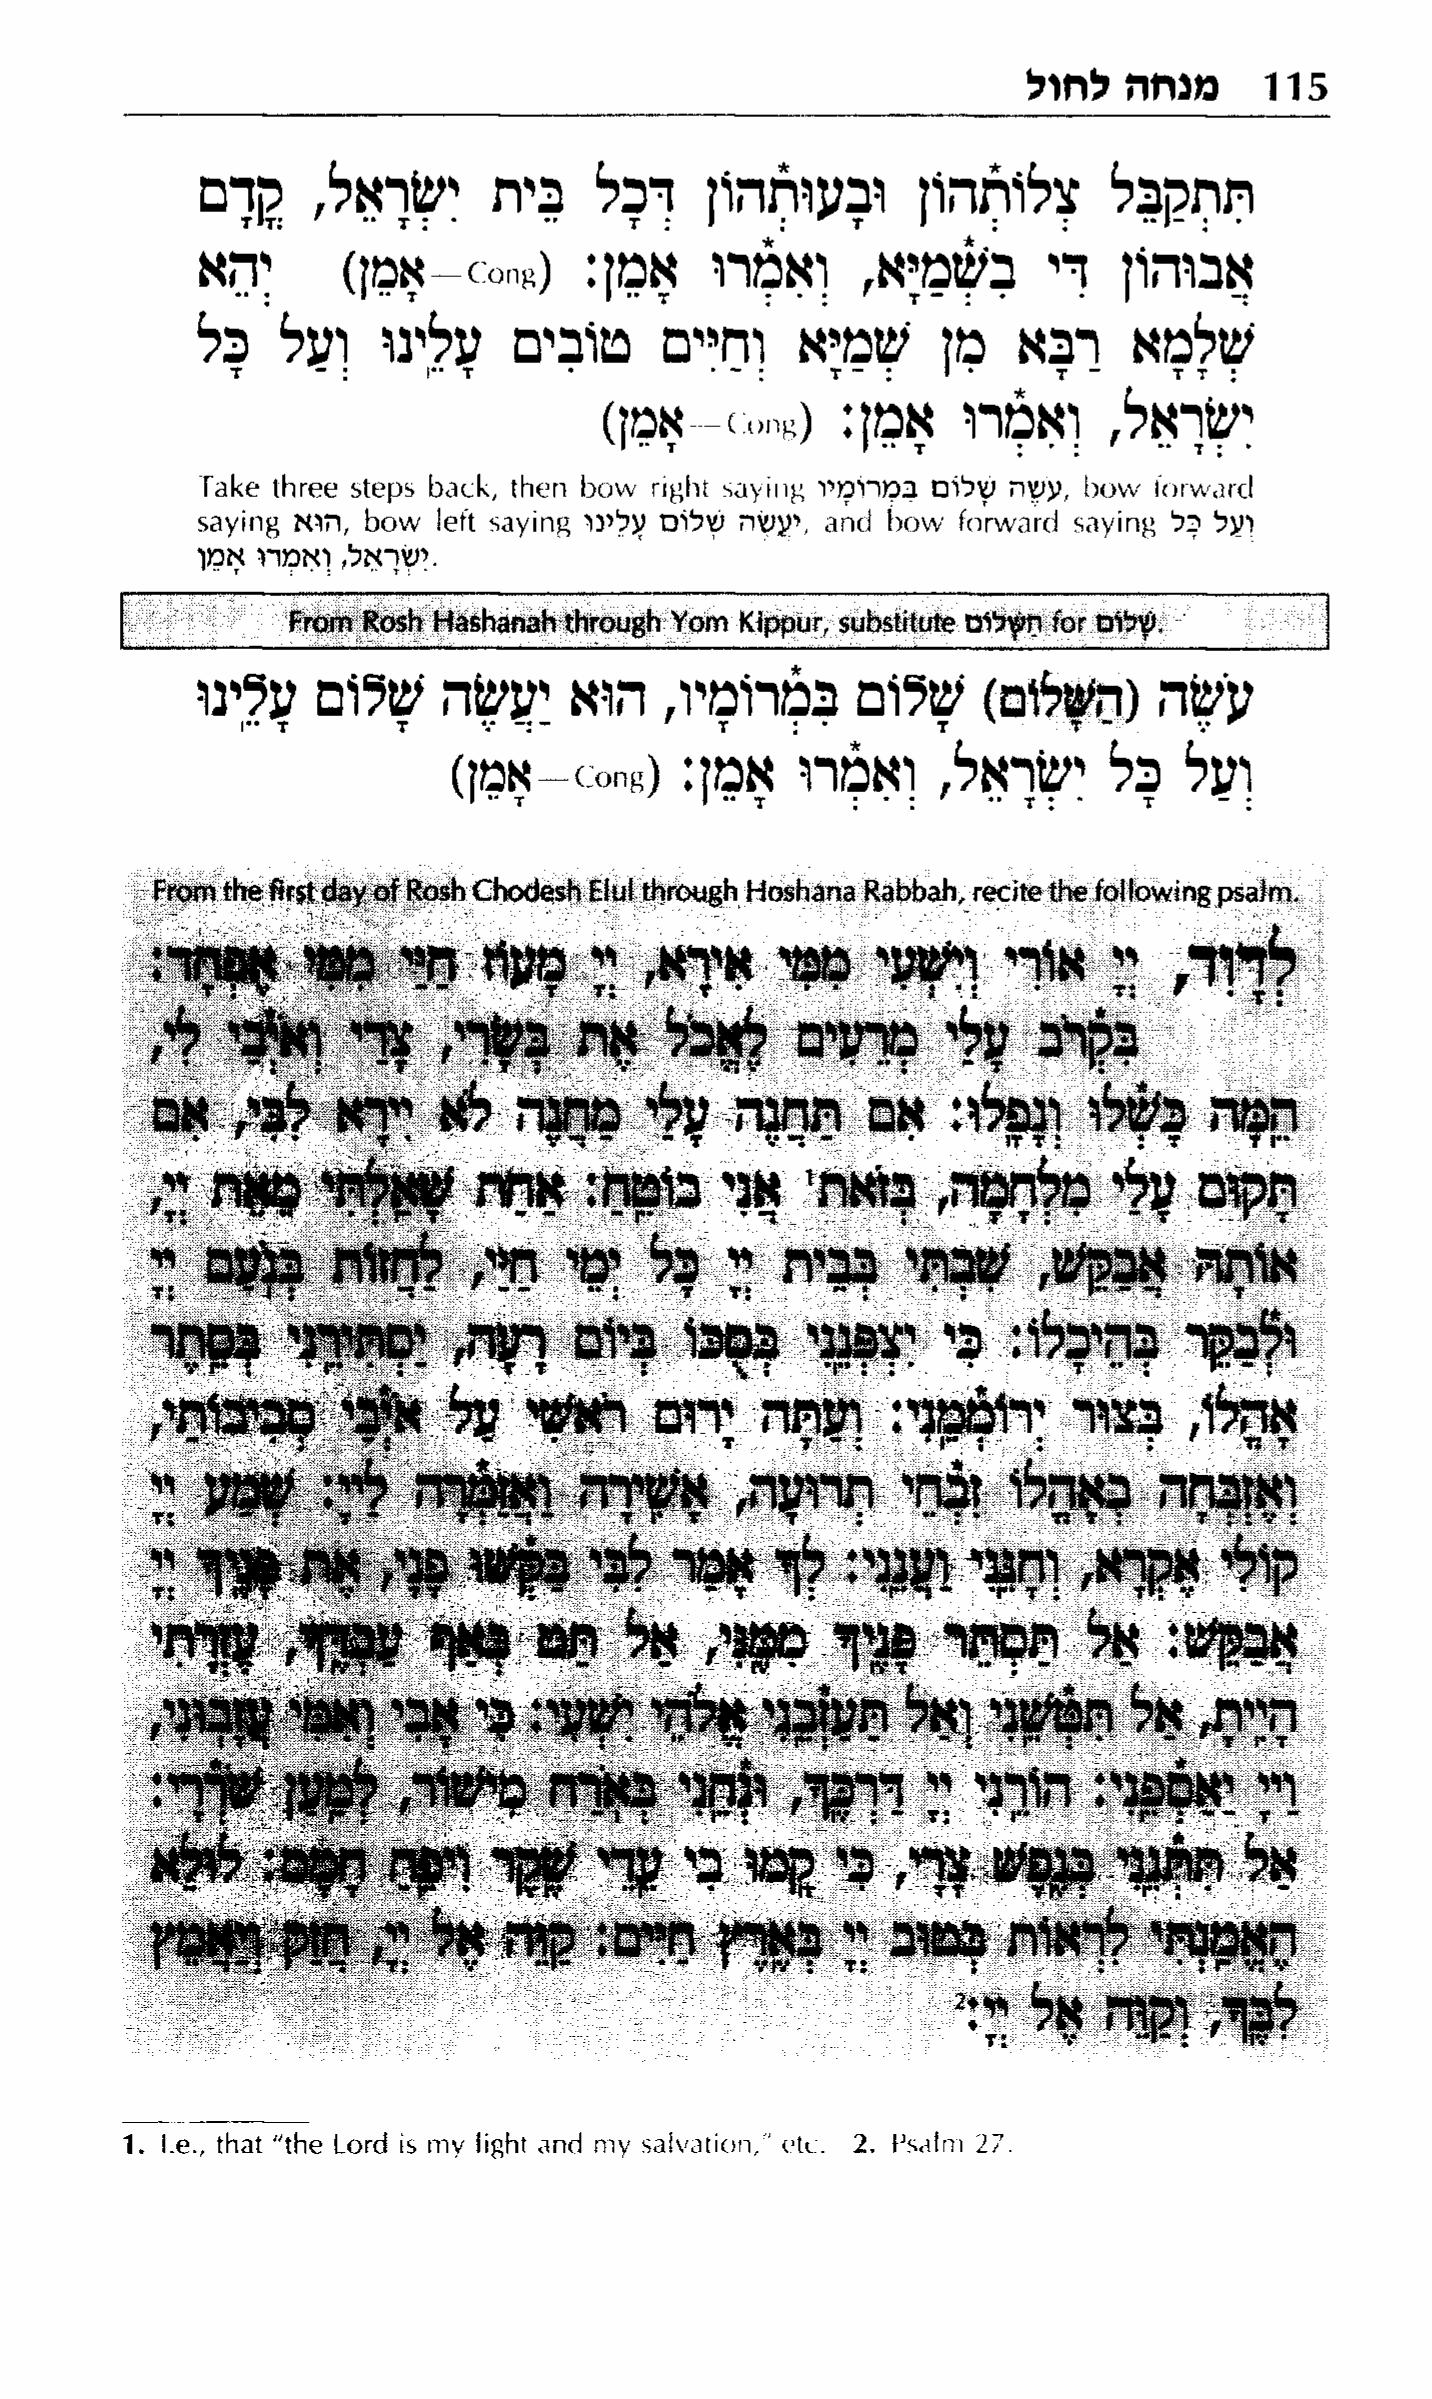 115 מנחה לחול
תִּתְקַבֵּל צְלוֹתְהוֹן וּבָעוּתְהוֹן דְּכָל בֵּית יִשְׂרָאֵל, קֳדָם
אֲבוּהוֹן דִּי בִשְׁמַיָּא, וְאִמְרוּ אָמֵן: (Cong—אָמֵן) יְהֵא
שְׁלָמָא רַבָּא מִן שְׁמַיָּא וְחַיִּים טוֹבִים עָלֵינוּ וְעַל כָּל
יִשְׂרָאֵל, וְאִמְרוּ אָמֵן: (Cong—אָמֵן)
Take three steps back, then bow right saying עֹשֶׂה שָׁלוֹם בִּמְרוֹמָיו, bow forward
saying הוּא, bow left saying יַעֲשֶׂה שָׁלוֹם עָלֵינוּ, and bow forward saying וְעַל כָּל
יִשְׂרָאֵל, וְאִמְרוּ אָמֵן.
From Rosh Hashanah through Yom Kippur, substitute הַשָּׁלוֹם for שָׁלוֹם.
עֹשֶׂה (הַשָּׁלוֹם) שָׁלוֹם בִּמְרוֹמָיו, הוּא יַעֲשֶׂה שָׁלוֹם עָלֵינוּ
וְעַל כָּל יִשְׂרָאֵל, וְאִמְרוּ אָמֵן: (Cong—אָמֵן)
From the first day of Rosh Chodesh Elul through Hoshana Rabbah, recite the following psalm.
לְדָוִד, יְיָ אוֹרִי וְיִשְׁעִי מִמִּי אִירָא, יְיָ מָעוֹז חַיַּי מִמִּי אֶפְחָד:
בִּקְרֹב עָלַי מְרֵעִים לֶאֱכֹל אֶת בְּשָׂרִי, צָרַי וְאֹיְבַי לִי,
הֵמָּה כָּשְׁלוּ וְנָפָלוּ: אִם תַּחֲנֶה עָלַי מַחֲנֶה לֹא יִירָא לִבִּי, אִם
תָּקוּם עָלַי מִלְחָמָה, בְּזֹאת1 אֲנִי בוֹטֵחַ: אַחַת שָׁאַלְתִּי מֵאֵת יְיָ,
אוֹתָהּ אֲבַקֵּשׁ, שִׁבְתִּי בְּבֵית יְיָ כָּל יְמֵי חַיַּי, לַחֲזוֹת בְּנֹעַם יְיָ
וּלְבַקֵּר בְּהֵיכָלוֹ: כִּי יִצְפְּנֵנִי בְּסֻכּוֹ בְּיוֹם רָעָה, יַסְתִּירֵנִי בְּסֵתֶר
אָהֳלוֹ, בְּצוּר יְרוֹמְמֵנִי: וְעַתָּה יָרוּם רֹאשִׁי עַל אֹיְבַי סְבִיבוֹתַי,
וְאֶזְבְּחָה בְאָהֳלוֹ זִבְחֵי תְרוּעָה, אָשִׁירָה וַאֲזַמְּרָה לַייָ: שְׁמַע יְיָ
קוֹלִי אֶקְרָא, וְחָנֵּנִי וַעֲנֵנִי: לְךָ אָמַר לִבִּי בַּקְּשׁוּ פָנָי, אֶת פָּנֶיךָ יְיָ
אֲבַקֵּשׁ: אַל תַּסְתֵּר פָּנֶיךָ מִמֶּנִּי, אַל תַּט בְּאַף עַבְדֶּךָ, עֶזְרָתִי
הָיִיתָ, אַל תִּטְּשֵׁנִי וְאַל תַּעַזְבֵנִי אֱלֹהֵי יִשְׁעִי: כִּי אָבִי וְאִמִּי עֲזָבוּנִי,
וַייָ יַאַסְפֵנִי: הוֹרֵנִי יְיָ דַּרְכֶּךָ, וּנְחֵנִי בְּאֹרַח מִישׁוֹר, לְמַעַן שׁוֹרְרָי:
אַל תִּתְּנֵנִי בְּנֶפֶשׁ צָרָי, כִּי קָמוּ בִי עֵדֵי שֶׁקֶר וִיפֵחַ חָמָס: לוּלֵא
הֶאֱמַנְתִּי לִרְאוֹת בְּטוּב יְיָ בְּאֶרֶץ חַיִּים: קַוֵּה אֶל יְיָ, חֲזַק וְיַאֲמֵץ
לִבֶּךָ, וְקַוֵּה אֶל יְיָ:2
1. I.e., that "the Lord is my light and my salvation," etc. 2. Psalm 27.